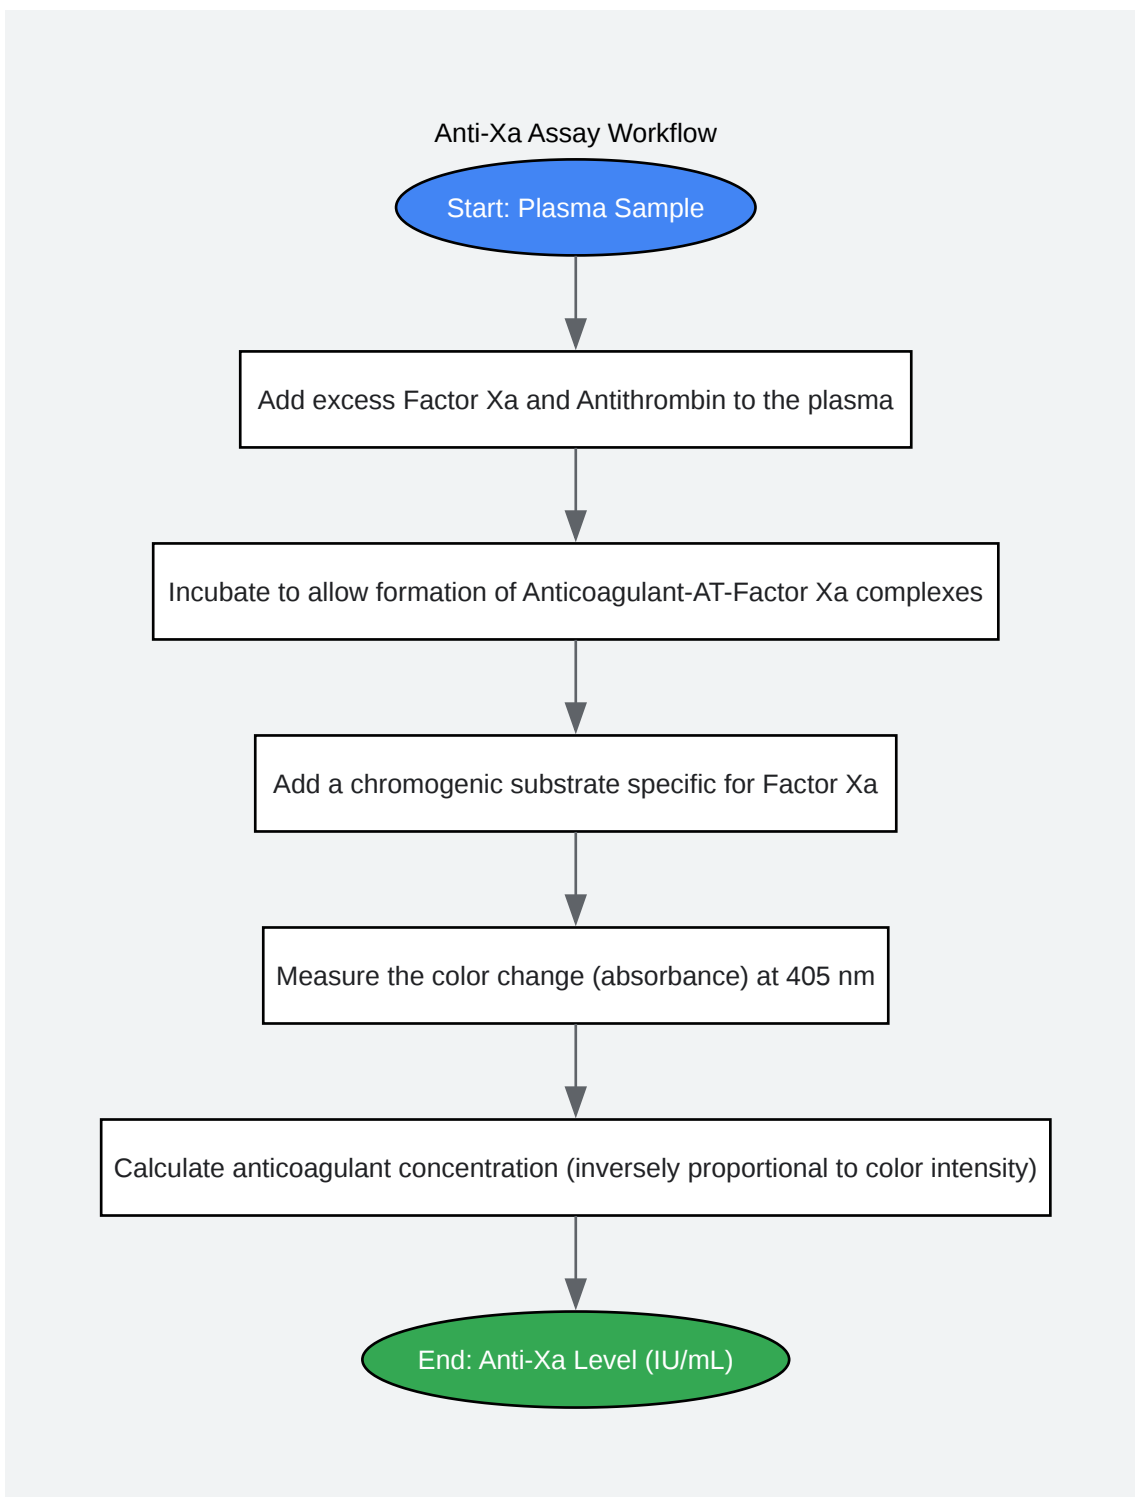 Anti-Xa Assay Workflow
Start: Plasma Sample
Add excess Factor Xa and Antithrombin to the plasma
Incubate to allow formation of Anticoagulant-AT-Factor Xa complexes
Add a chromogenic substrate specific for Factor Xa
Measure the color change (absorbance) at 405 nm
Calculate anticoagulant concentration (inversely proportional to color intensity)
End: Anti-Xa Level (IU/mL)